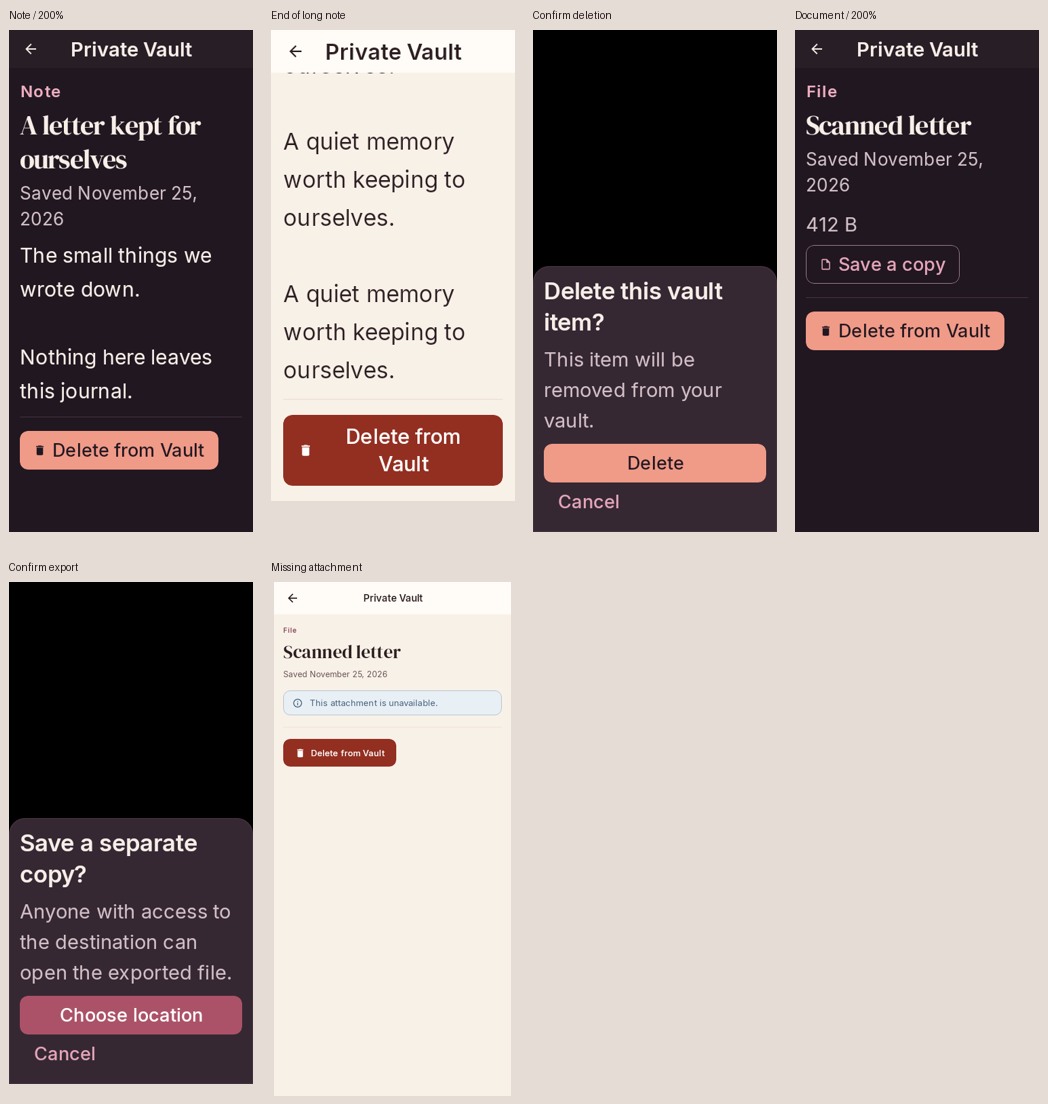 Note / 200%
Private Vault
Note
A letter kept for
ourselves
Saved November 25,
2026
The small things we
wrote down.
Nothing here leaves
this journal.
Delete from Vault
End of long note
Private Vault
ourselves.
A quiet memory
worth keeping to
ourselves.
A quiet memory
worth keeping to
ourselves.
Delete from
Vault
Confirm deletion
Delete this vault
item?
This item will be
removed from your
vault.
Delete
Cancel
Document / 200%
Private Vault
File
Scanned letter
Saved November 25,
2026
412 B
Save a copy
Delete from Vault
Confirm export
Save a separate
copy?
Anyone with access to
the destination can
open the exported file.
Choose location
Cancel
Missing attachment
Private Vault
File
Scanned letter
Saved November 25, 2026
This attachment is unavailable.
Delete from Vault